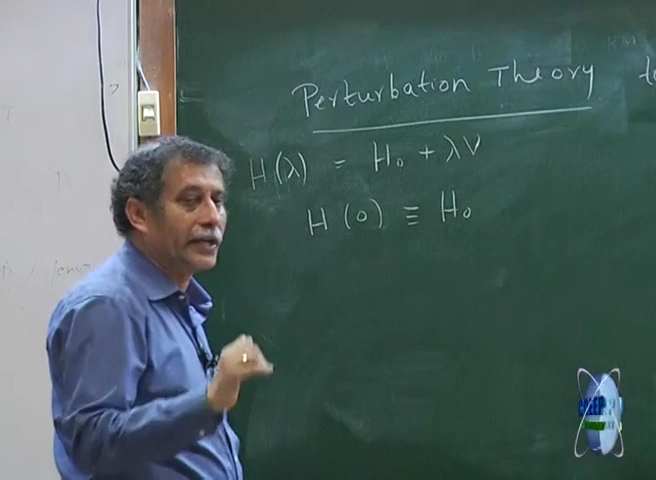 Perturbation Theory
H(λ) = H₀ + λV
H(0) ≡ H₀